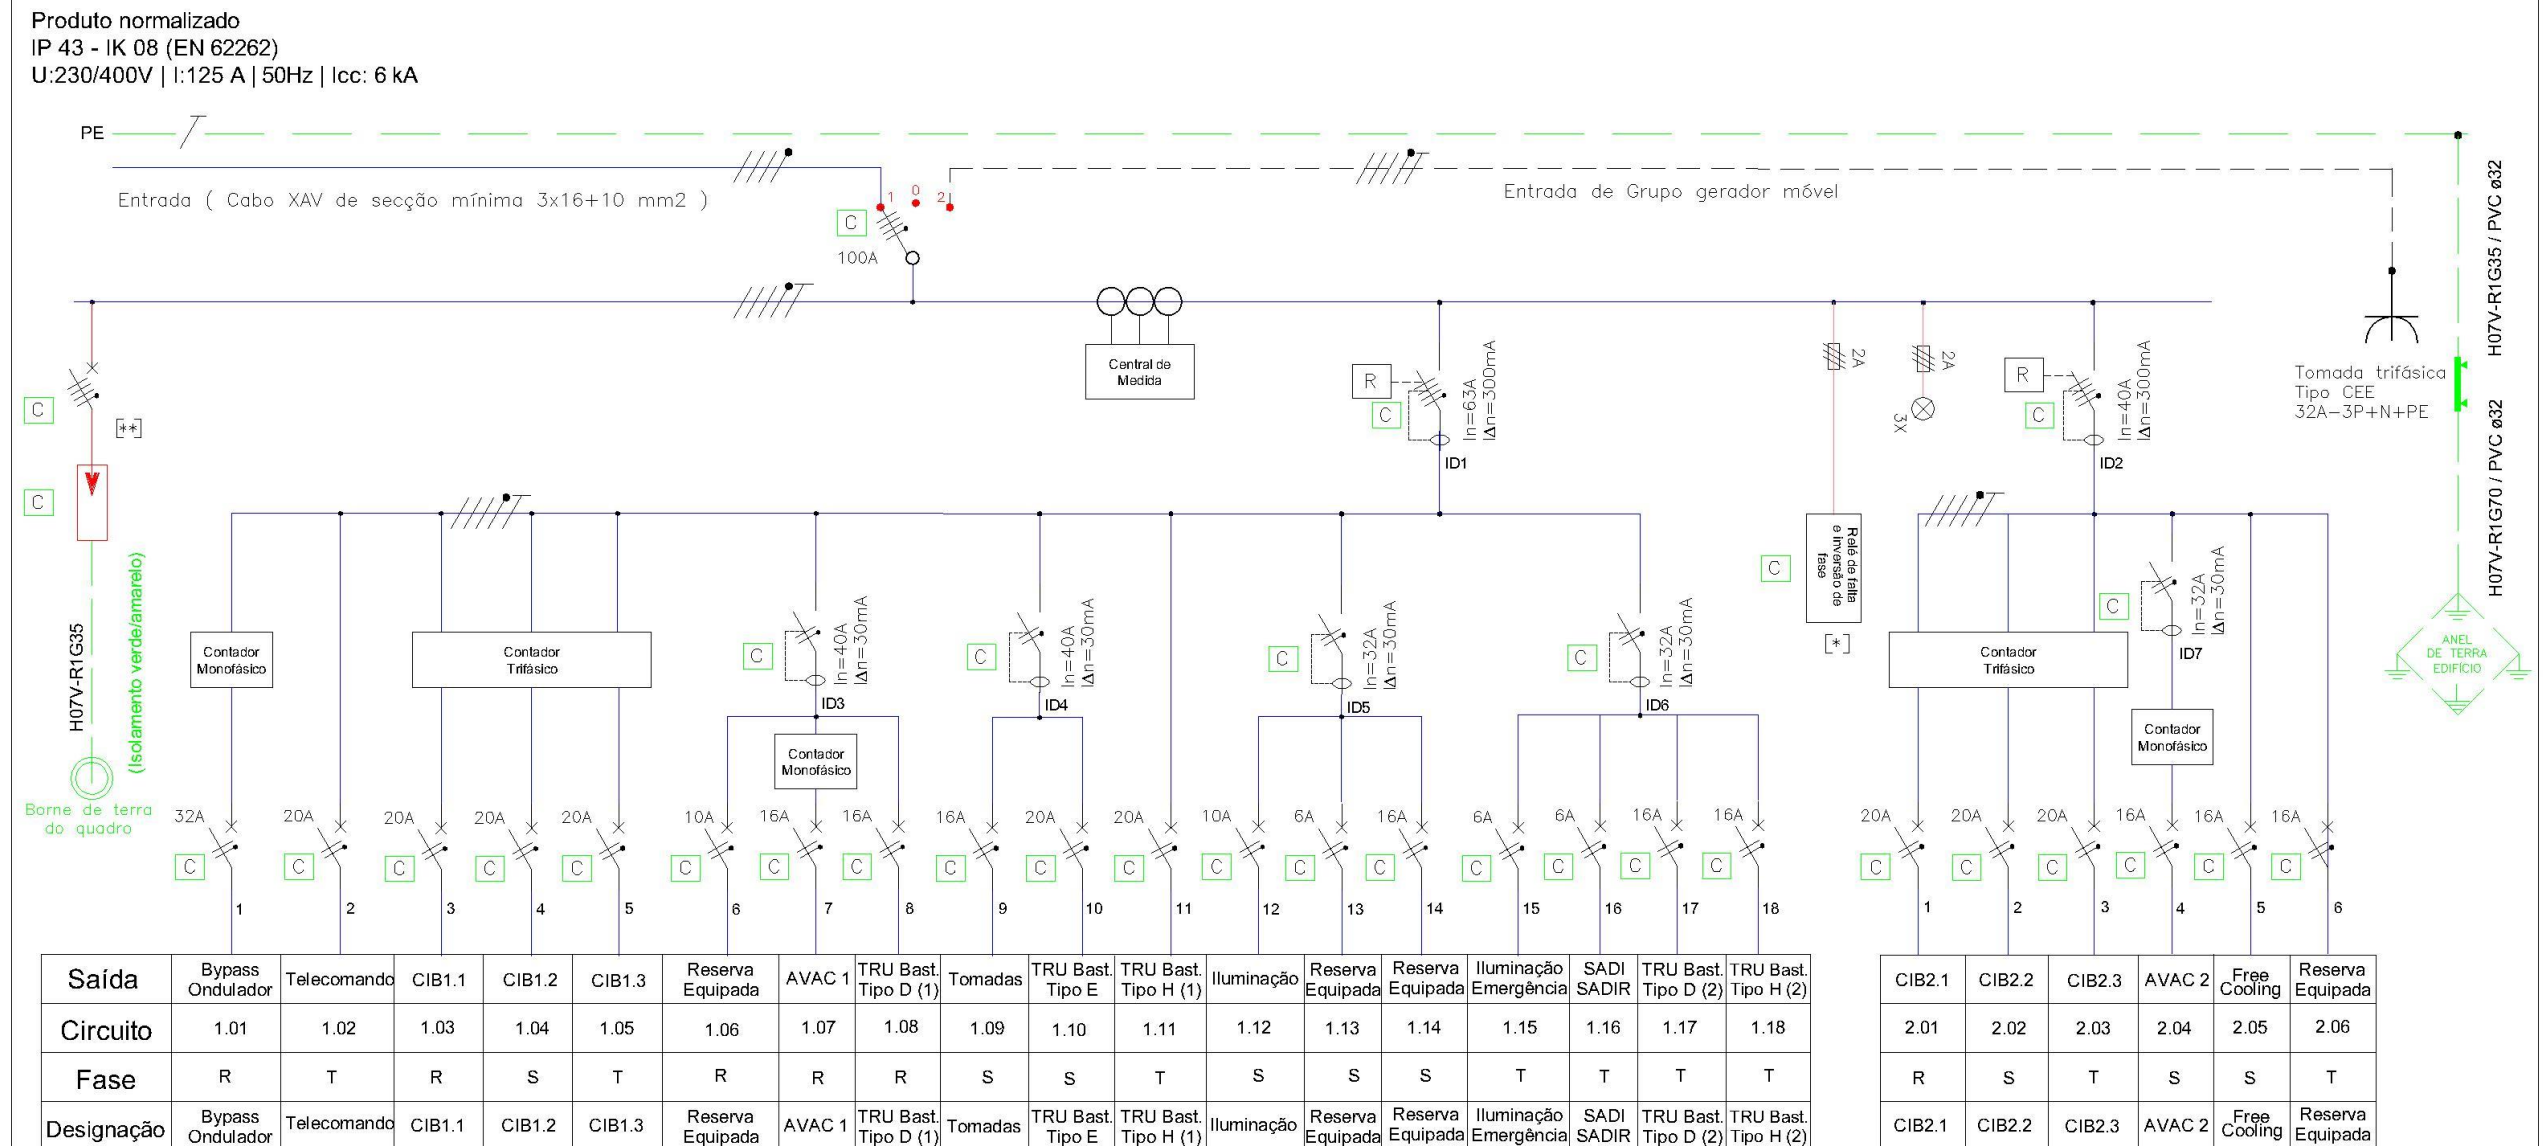 Produto normalizado
IP 43 - IK 08 (EN 62262)
U:230/400V | I:125 A | 50Hz | Icc: 6 kA
PE
Entrada ( Cabo XAV de secção mínima 3x16+10 mm2 )
1
0
2
C
100A
Entrada de Grupo gerador móvel
H07V-R1G35 / PVC ø32
Central de
Medida
C
[**]
C
H07V-R1G35
(Isolamento verde/amarelo)
Borne de terra
do quadro
R
C
In=63A
IΔn=300mA
ID1
2A
2A
3X
R
C
In=40A
IΔn=300mA
ID2
Tomada trifásica
Tipo CEE
32A-3P+N+PE
H07V-R1G70 / PVC ø32
C
Relé de falta
e inversão de
fase
[*]
ANEL
DE TERRA
EDIFÍCIO
Contador
Monofásico
Contador
Trifásico
C
In=40A
IΔn=30mA
ID3
Contador
Monofásico
C
In=40A
IΔn=30mA
ID4
C
In=32A
IΔn=30mA
ID5
C
In=32A
IΔn=30mA
ID6
Contador
Trifásico
C
In=32A
IΔn=30mA
ID7
Contador
Monofásico
32A 20A 20A 20A 20A 10A 16A 16A 16A 20A 20A 10A 6A 16A 6A 6A 16A 16A 20A 20A 20A 16A 16A 16A
C C C C C C C C C C C C C C C C C C C C C C C C
1 2 3 4 5 6 7 8 9 10 11 12 13 14 15 16 17 18 1 2 3 4 5 6
Saída
Bypass
Ondulador
Telecomando
CIB1.1
CIB1.2
CIB1.3
Reserva
Equipada
AVAC 1
TRU Bast.
Tipo D (1)
Tomadas
TRU Bast.
Tipo E
TRU Bast.
Tipo H (1)
Iluminação
Reserva
Equipada
Reserva
Equipada
Iluminação
Emergência
SADI
SADIR
TRU Bast.
Tipo D (2)
TRU Bast.
Tipo H (2)
CIB2.1
CIB2.2
CIB2.3
AVAC 2
Free
Cooling
Reserva
Equipada
Circuito 1.01 1.02 1.03 1.04 1.05 1.06 1.07 1.08 1.09 1.10 1.11 1.12 1.13 1.14 1.15 1.16 1.17 1.18 2.01 2.02 2.03 2.04 2.05 2.06
Fase R T R S T R R R S S T S S S T T T T R S T S S T
Designação
Bypass
Ondulador
Telecomando
CIB1.1
CIB1.2
CIB1.3
Reserva
Equipada
AVAC 1
TRU Bast.
Tipo D (1)
Tomadas
TRU Bast.
Tipo E
TRU Bast.
Tipo H (1)
Iluminação
Reserva
Equipada
Reserva
Equipada
Iluminação
Emergência
SADI
SADIR
TRU Bast.
Tipo D (2)
TRU Bast.
Tipo H (2)
CIB2.1
CIB2.2
CIB2.3
AVAC 2
Free
Cooling
Reserva
Equipada